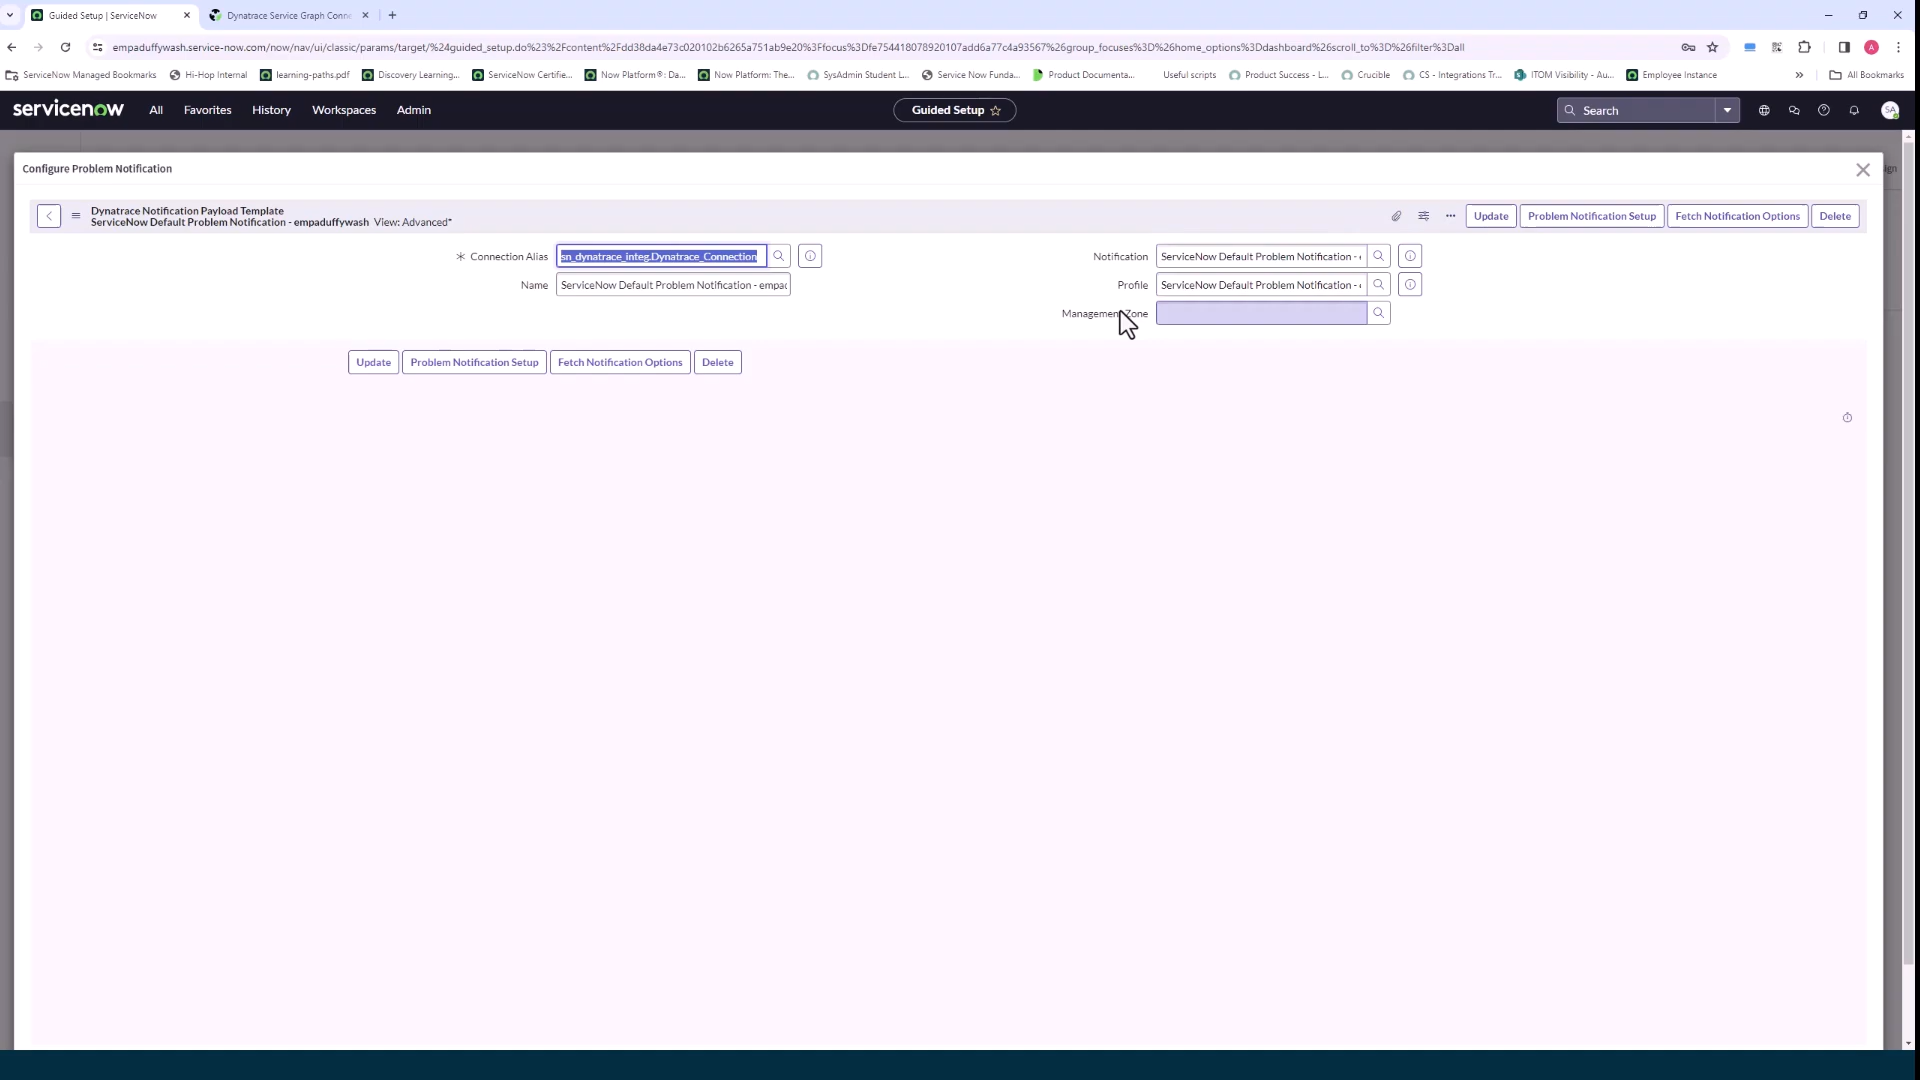 Guided Setup | ServiceNow
Dynatrace Service Graph Conne
empaduffywash.service-now.com/now/nav/ui/classic/params/target/%24guided_setup.do%23%2Fcontent%2Fdd38da4e73c020102b6265a751ab9e20%3Ffocus%3Dfe754418078920107add6a77c4a93567%26group_focuses%3D%26home_options%3Ddashboard%26scroll_to%3D%26filter%3Dall
A
ServiceNow Managed Bookmarks Hi-Hop Internal learning-paths.pdf Discovery Learning... ServiceNow Certifie... Now Platform®: Da... Now Platform: The... SysAdmin Student L... Service Now Funda... Product Documenta... Useful scripts Product Success - L... Crucible CS - Integrations Tr... ITOM Visibility - Au... Employee Instance » All Bookmarks
servicenow All Favorites History Workspaces Admin Guided Setup Search SA
Configure Problem Notification
Dynatrace Notification Payload Template
ServiceNow Default Problem Notification - empaduffywash View: Advanced*
Update Problem Notification Setup Fetch Notification Options Delete
Connection Alias sn_dynatrace_integ.Dynatrace_Connection Notification ServiceNow Default Problem Notification -
Name ServiceNow Default Problem Notification - empa Profile ServiceNow Default Problem Notification -
Management Zone
Update Problem Notification Setup Fetch Notification Options Delete